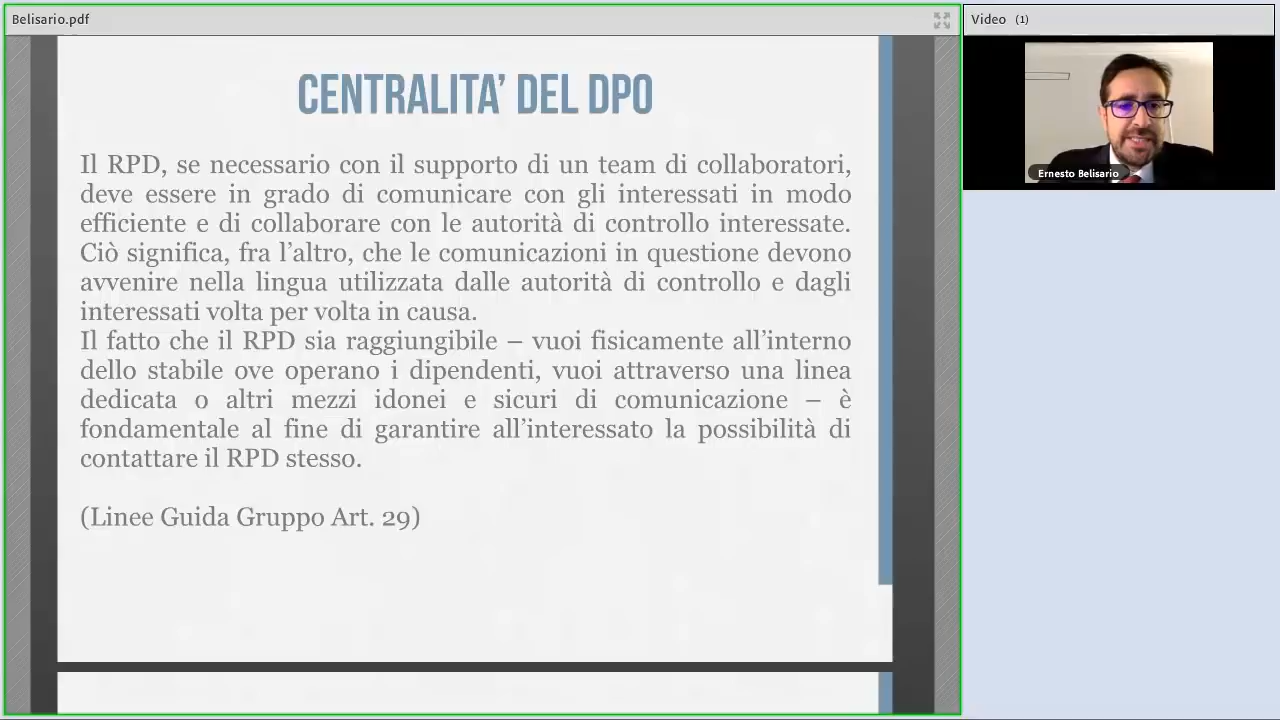 Belisario.pdf
Video (1)
CENTRALITA’ DEL DPO
Il RPD, se necessario con il supporto di un team di collaboratori,
deve essere in grado di comunicare con gli interessati in modo
efficiente e di collaborare con le autorità di controllo interessate.
Ciò significa, fra l’altro, che le comunicazioni in questione devono
avvenire nella lingua utilizzata dalle autorità di controllo e dagli
interessati volta per volta in causa.
Il fatto che il RPD sia raggiungibile – vuoi fisicamente all’interno
dello stabile ove operano i dipendenti, vuoi attraverso una linea
dedicata o altri mezzi idonei e sicuri di comunicazione – è
fondamentale al fine di garantire all’interessato la possibilità di
contattare il RPD stesso.
(Linee Guida Gruppo Art. 29)
Ernesto Belisario